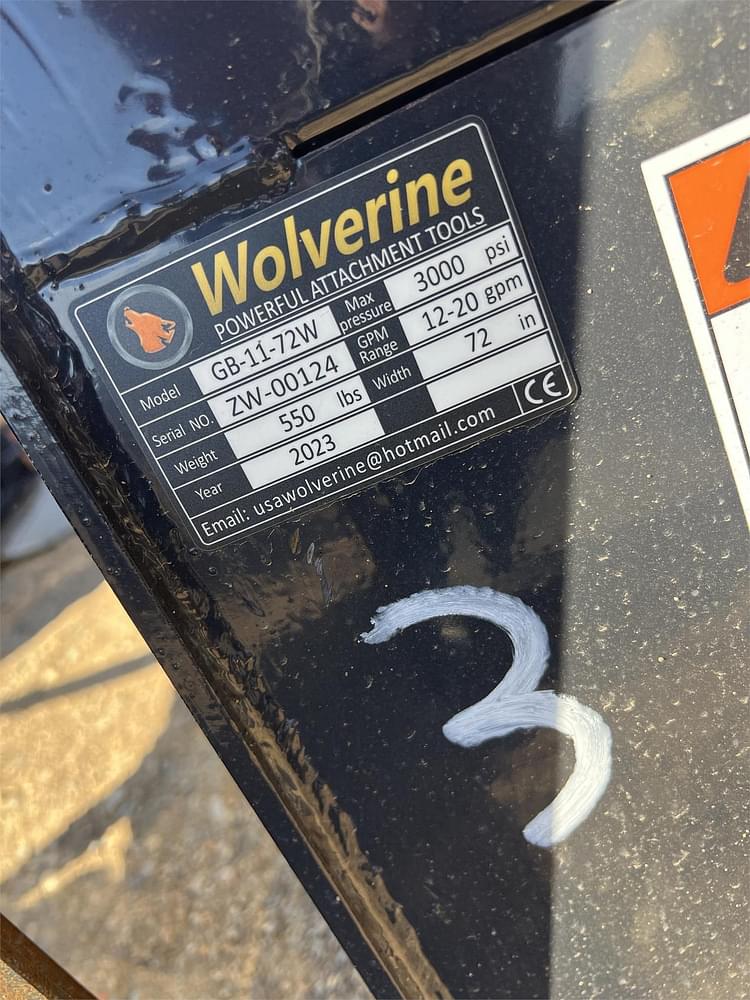 Wolverine
POWERFUL ATTACHMENT TOOLS
Model GB-11-72W Max pressure 3000 psi
Serial NO. ZW-00124 GPM Range 12-20 gpm
Weight 550 lbs Width 72 in
Year 2023
Email: usawolverine@hotmail.com CE
3